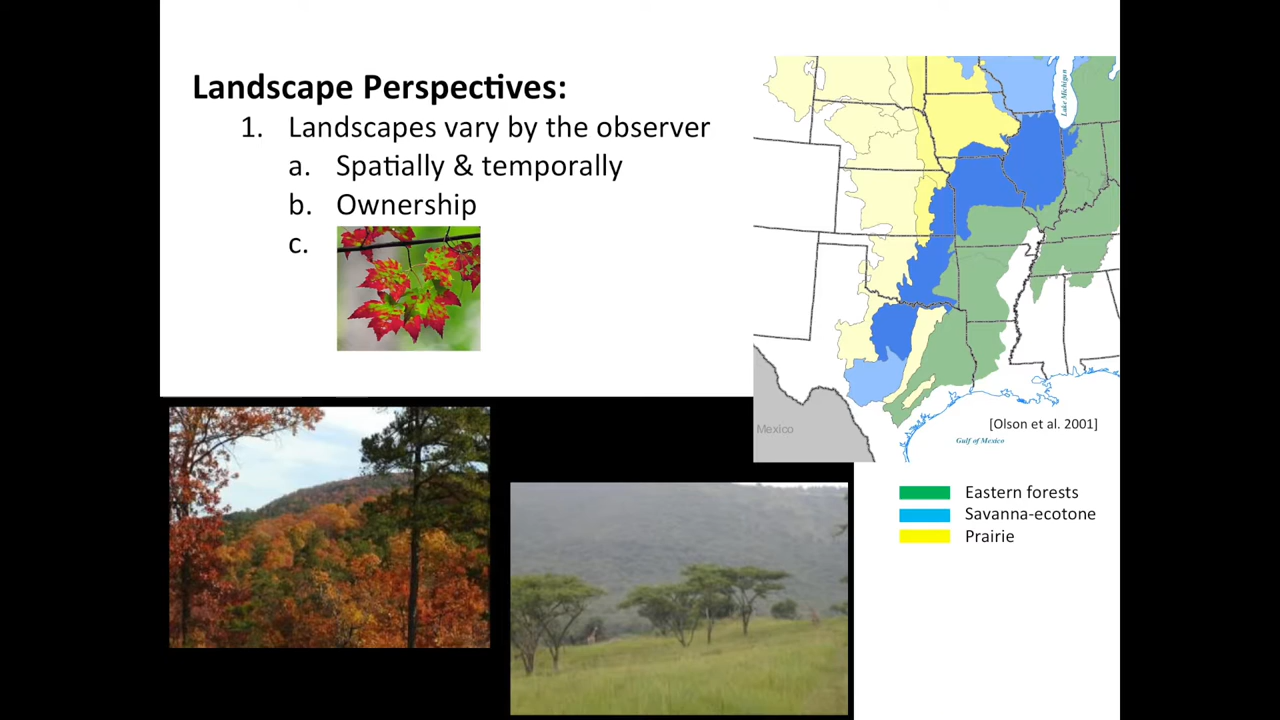 Landscape Perspectives:
1. Landscapes vary by the observer
a. Spatially & temporally
b. Ownership
c.
Lake Michigan
[Olson et al. 2001]
Mexico
Gulf of Mexico
Eastern forests
Savanna-ecotone
Prairie